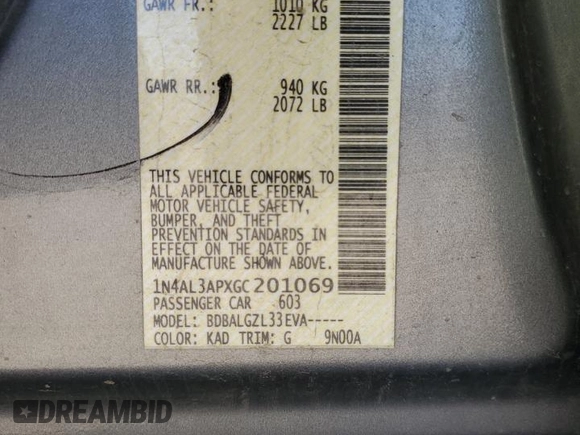 GAWR FR.: 1010 KG
2227 LB
GAWR RR.: 940 KG
2072 LB
THIS VEHICLE CONFORMS TO
ALL APPLICABLE FEDERAL
MOTOR VEHICLE SAFETY,
BUMPER, AND THEFT
PREVENTION STANDARDS IN
EFFECT ON THE DATE OF
MANUFACTURE SHOWN ABOVE.
1N4AL3APXGC201069
PASSENGER CAR 603
MODEL: BDBALGZL33EVA-----
COLOR: KAD TRIM: G 9N00A
DREAMBID